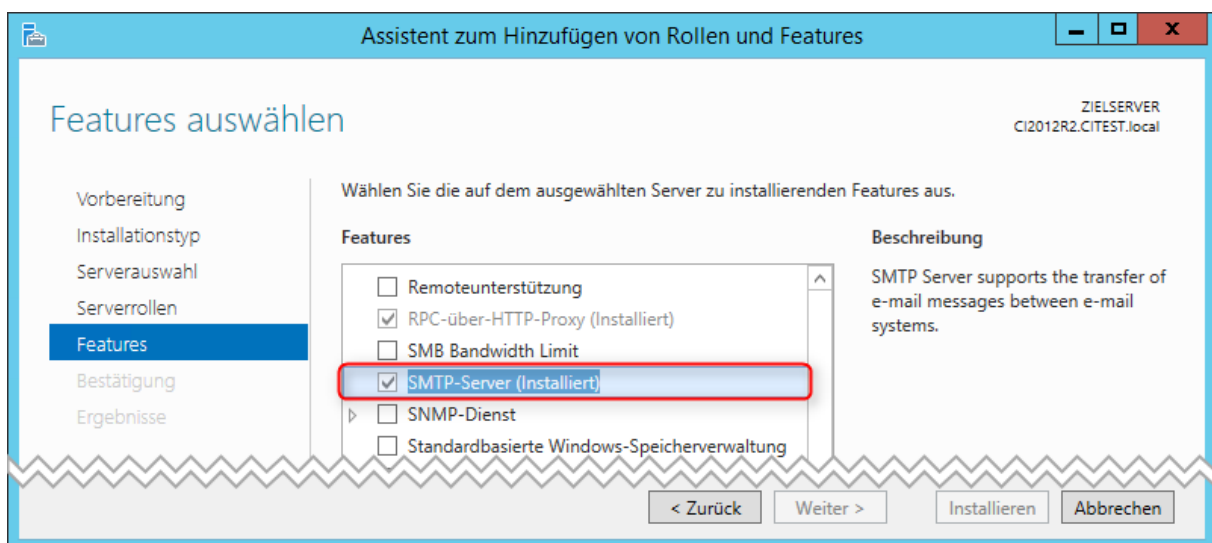 Assistent zum Hinzufügen von Rollen und Features
Features auswählen
ZIELSERVER
CI2012R2.CITEST.local
Vorbereitung
Installationstyp
Serverauswahl
Serverrollen
Features
Bestätigung
Ergebnisse
Wählen Sie die auf dem ausgewählten Server zu installierenden Features aus.
Features
Remoteunterstützung
RPC-über-HTTP-Proxy (Installiert)
SMB Bandwidth Limit
SMTP-Server (Installiert)
SNMP-Dienst
Standardbasierte Windows-Speicherverwaltung
Beschreibung
SMTP Server supports the transfer of
e-mail messages between e-mail
systems.
< Zurück
Weiter >
Installieren
Abbrechen